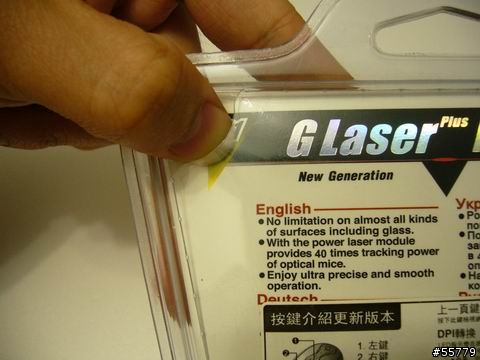 G Laser Plus
New Generation
English
• No limitation on almost all kinds
of surfaces including glass.
• With the power laser module
provides 40 times tracking power
of optical mice.
• Enjoy ultra precise and smooth
operation.
Deutsch
Укр
按鍵介紹更新版本
1. 左鍵
2. 右鍵
上一頁鍵
DPI轉換
#55779